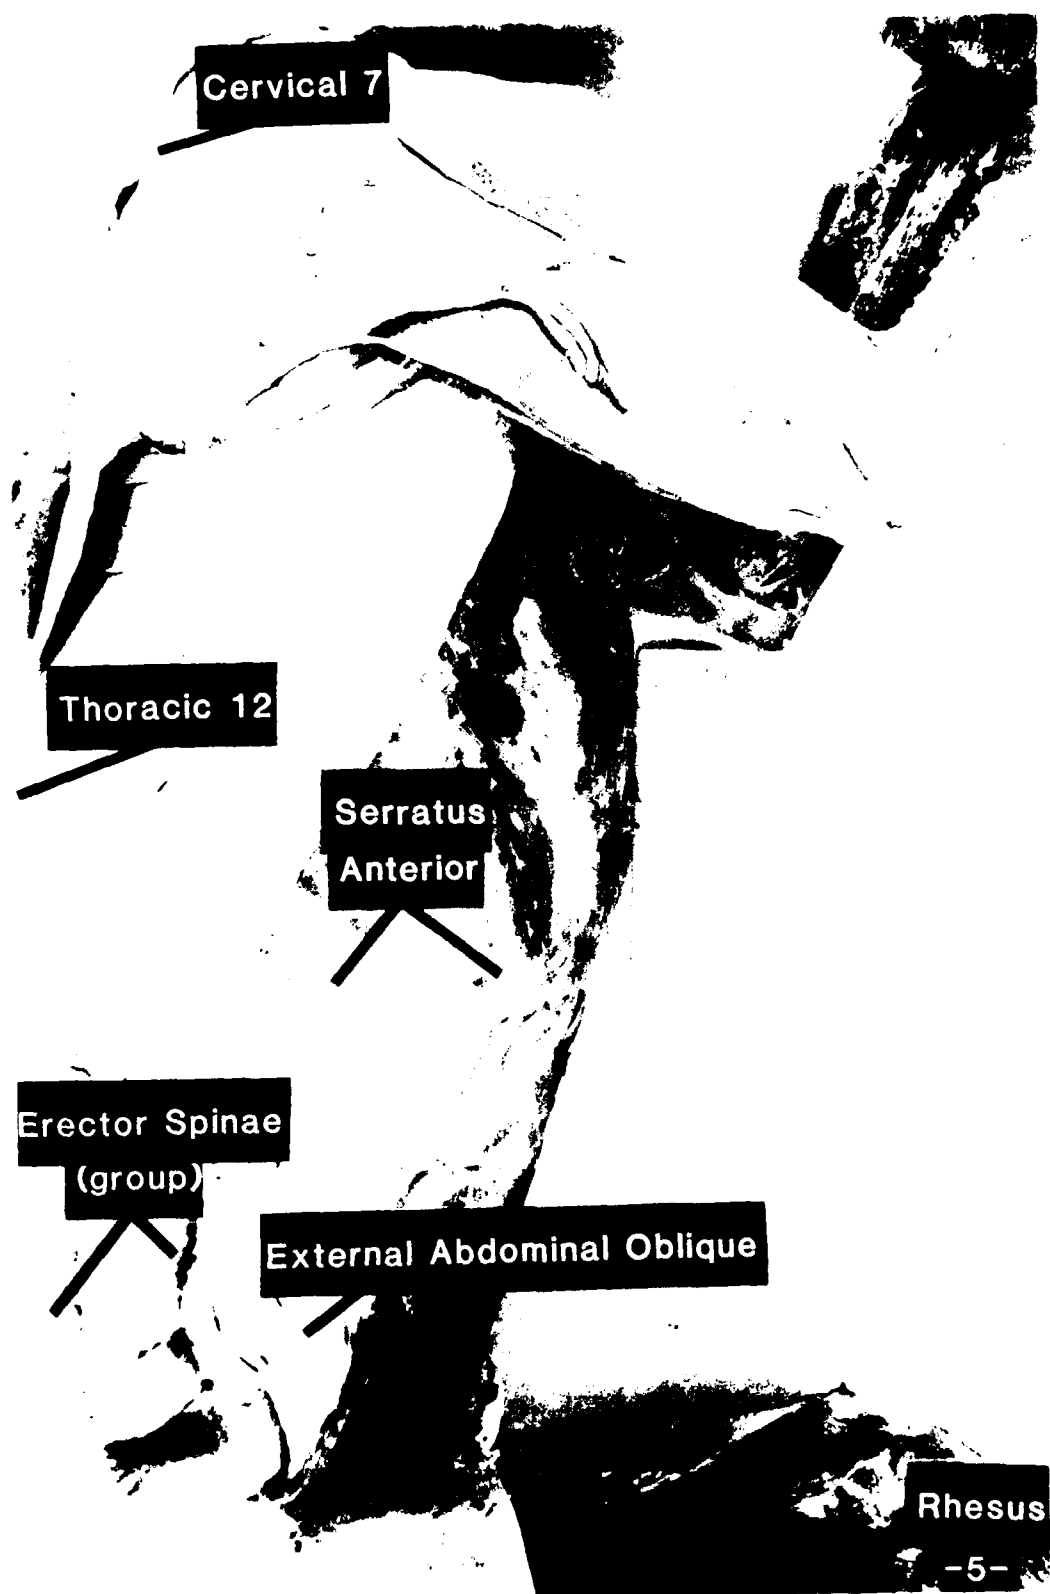 Cervical 7
Thoracic 12
Serratus
Anterior
Erector Spinae
(group)
External Abdominal Oblique
Rhesus
-5-